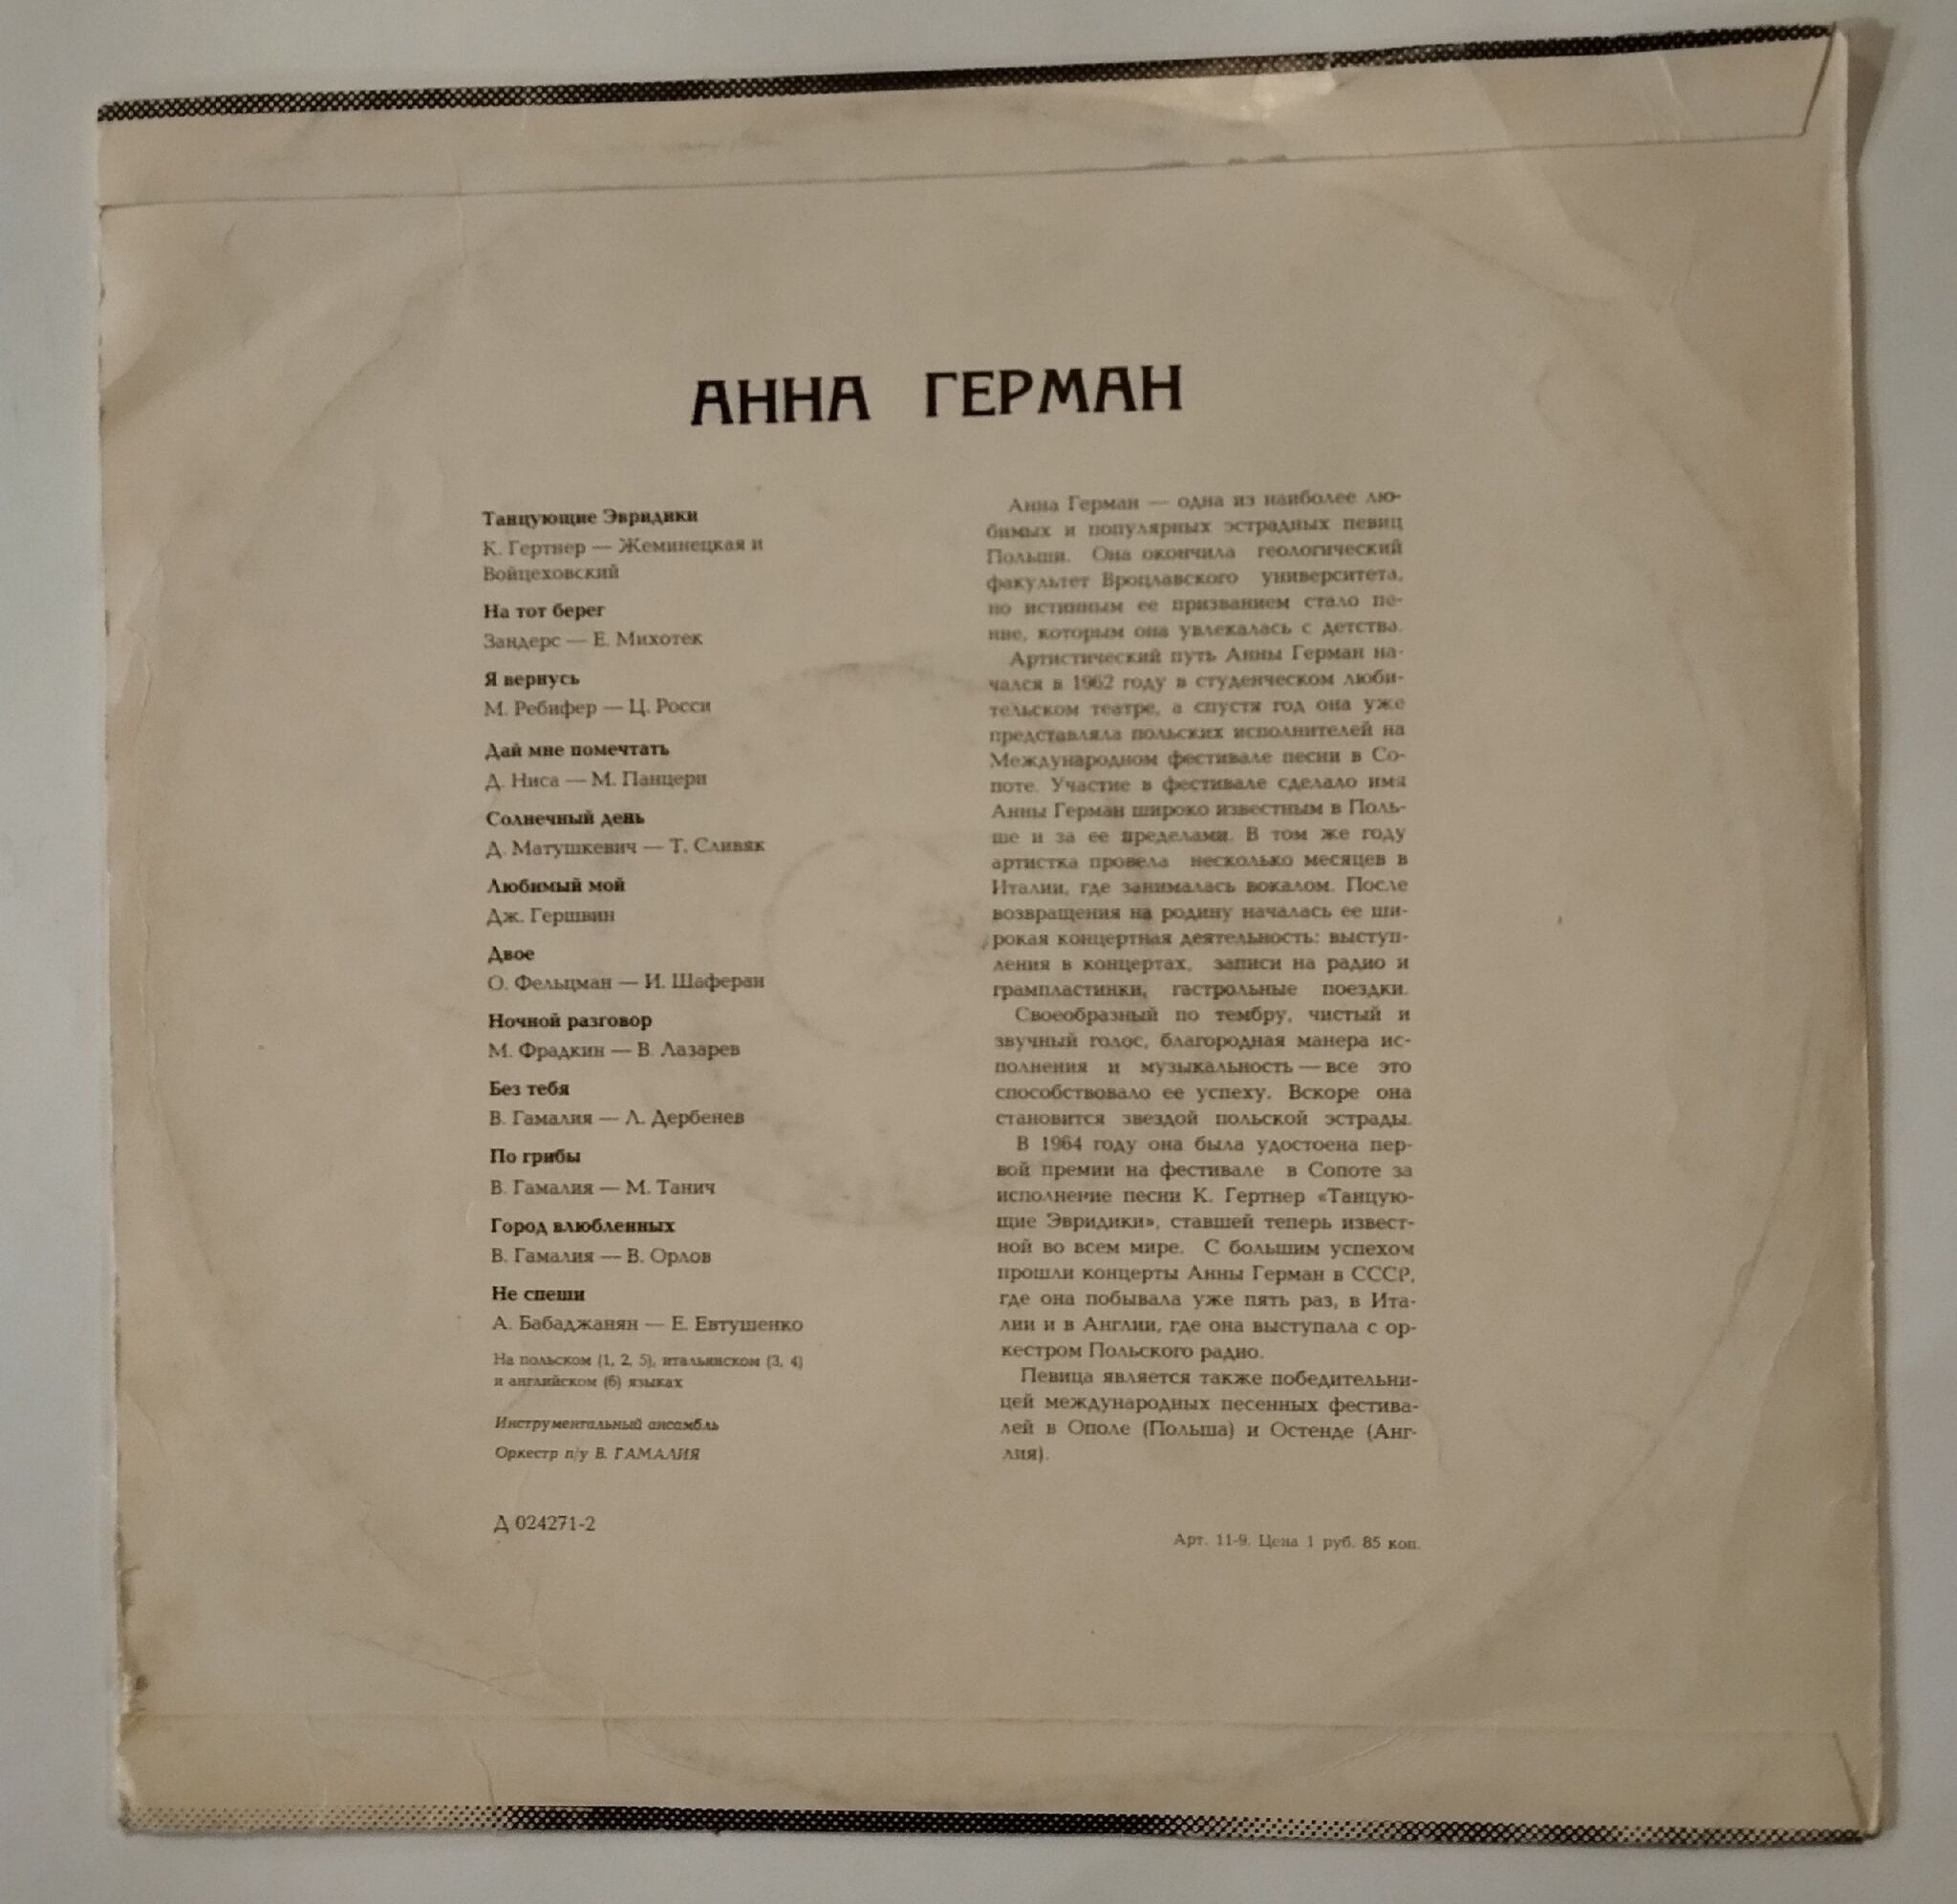 АННА ГЕРМАН
Танцующие Эвридики
К. Гертнер — Жеминецкая и
Войцеховский
На тот берег
Зандерс — Е. Михотек
Я вернусь
М. Ребифер — Ц. Росси
Дай мне помечтать
Д. Ниса — М. Панцери
Солнечный день
Д. Матушкевич — Т. Сливяк
Любимый мой
Дж. Гершвин
Двое
О. Фельцман — И. Шаферан
Ночной разговор
М. Фрадкин — В. Лазарев
Без тебя
В. Гамалия — Л. Дербенев
По грибы
В. Гамалия — М. Танич
Город влюбленных
В. Гамалия — В. Орлов
Не спеши
А. Бабаджанян — Е. Евтушенко
На польском (1, 2, 5), итальянском (3, 4)
и английском (6) языках
Инструментальный ансамбль
Оркестр п/у В. ГАМАЛИЯ
Д 024271-2
Анна Герман — одна из наиболее лю-
бимых и популярных эстрадных певиц
Польши. Она окончила геологический
факультет Вроцлавского университета,
но истинным ее призванием стало пе-
ние, которым она увлекалась с детства.
Артистический путь Анны Герман на-
чался в 1962 году в студенческом люби-
тельском театре, а спустя год она уже
представляла польских исполнителей на
Международном фестивале песни в Со-
поте. Участие в фестивале сделало имя
Анны Герман широко известным в Поль-
ше и за ее пределами. В том же году
артистка провела несколько месяцев в
Италии, где занималась вокалом. После
возвращения на родину началась ее ши-
рокая концертная деятельность: выступ-
ления в концертах, записи на радио и
грампластинки, гастрольные поездки.
Своеобразный по тембру, чистый и
звучный голос, благородная манера ис-
полнения и музыкальность — все это
способствовало ее успеху. Вскоре она
становится звездой польской эстрады.
В 1964 году она была удостоена пер-
вой премии на фестивале в Сопоте за
исполнение песни К. Гертнер «Танцую-
щие Эвридики», ставшей теперь извест-
ной во всем мире. С большим успехом
прошли концерты Анны Герман в СССР,
где она побывала уже пять раз, в Ита-
лии и в Англии, где она выступала с ор-
кестром Польского радио.
Певица является также победительни-
цей международных песенных фестива-
лей в Ополе (Польша) и Остенде (Анг-
лия).
Арт. 11-9. Цена 1 руб. 85 коп.